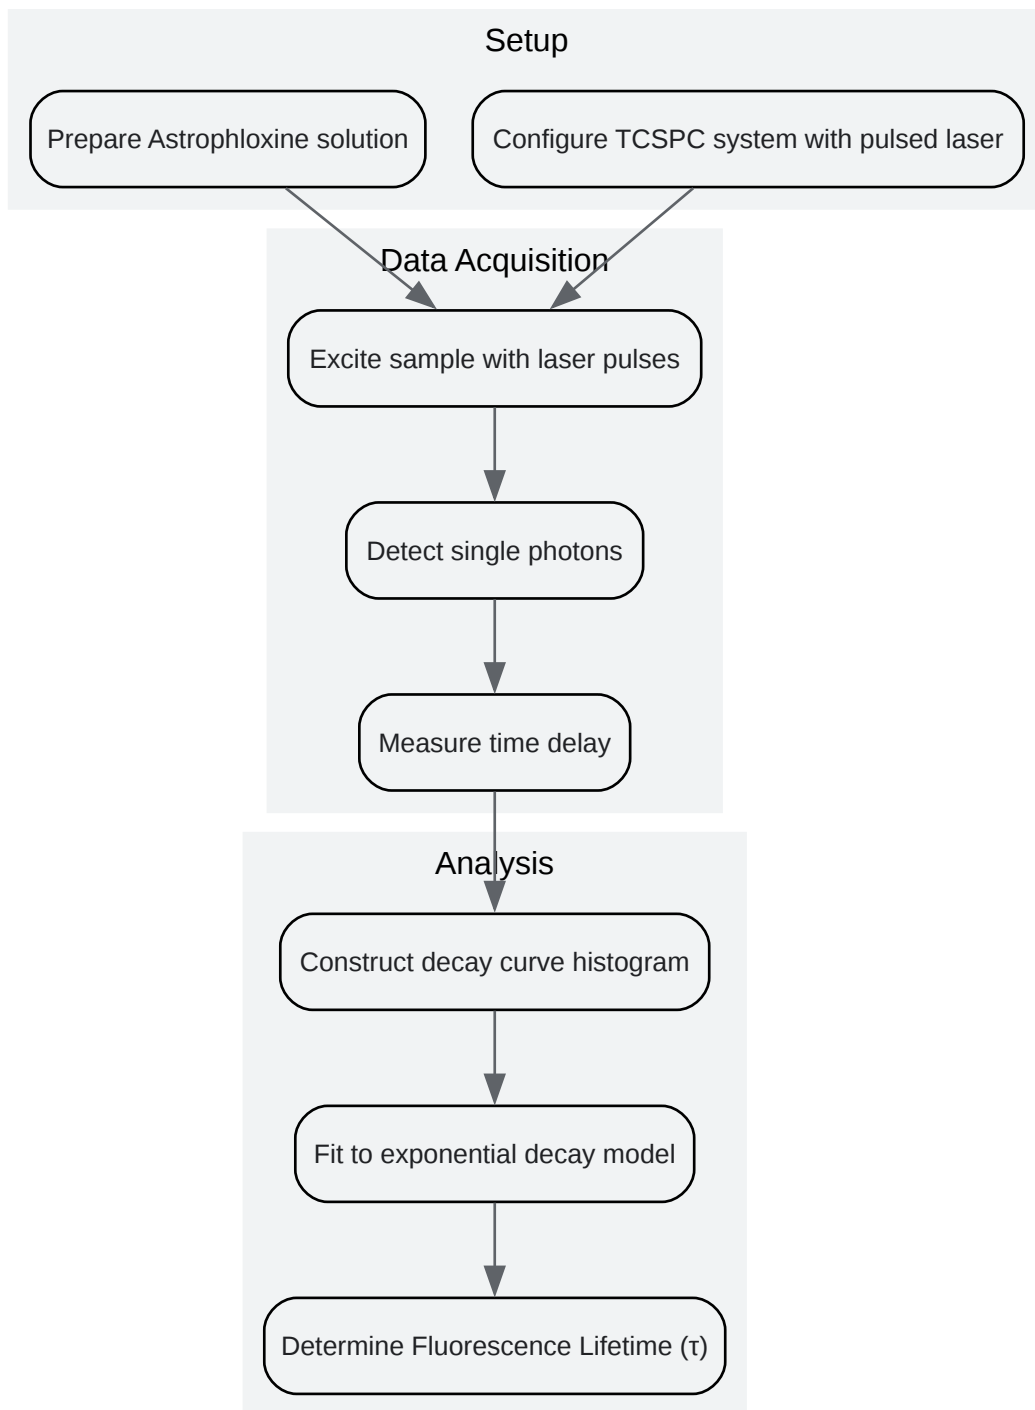 Setup
Prepare Astrophloxine solution
Configure TCSPC system with pulsed laser
Data Acquisition
Excite sample with laser pulses
Detect single photons
Measure time delay
Analysis
Construct decay curve histogram
Fit to exponential decay model
Determine Fluorescence Lifetime (τ)